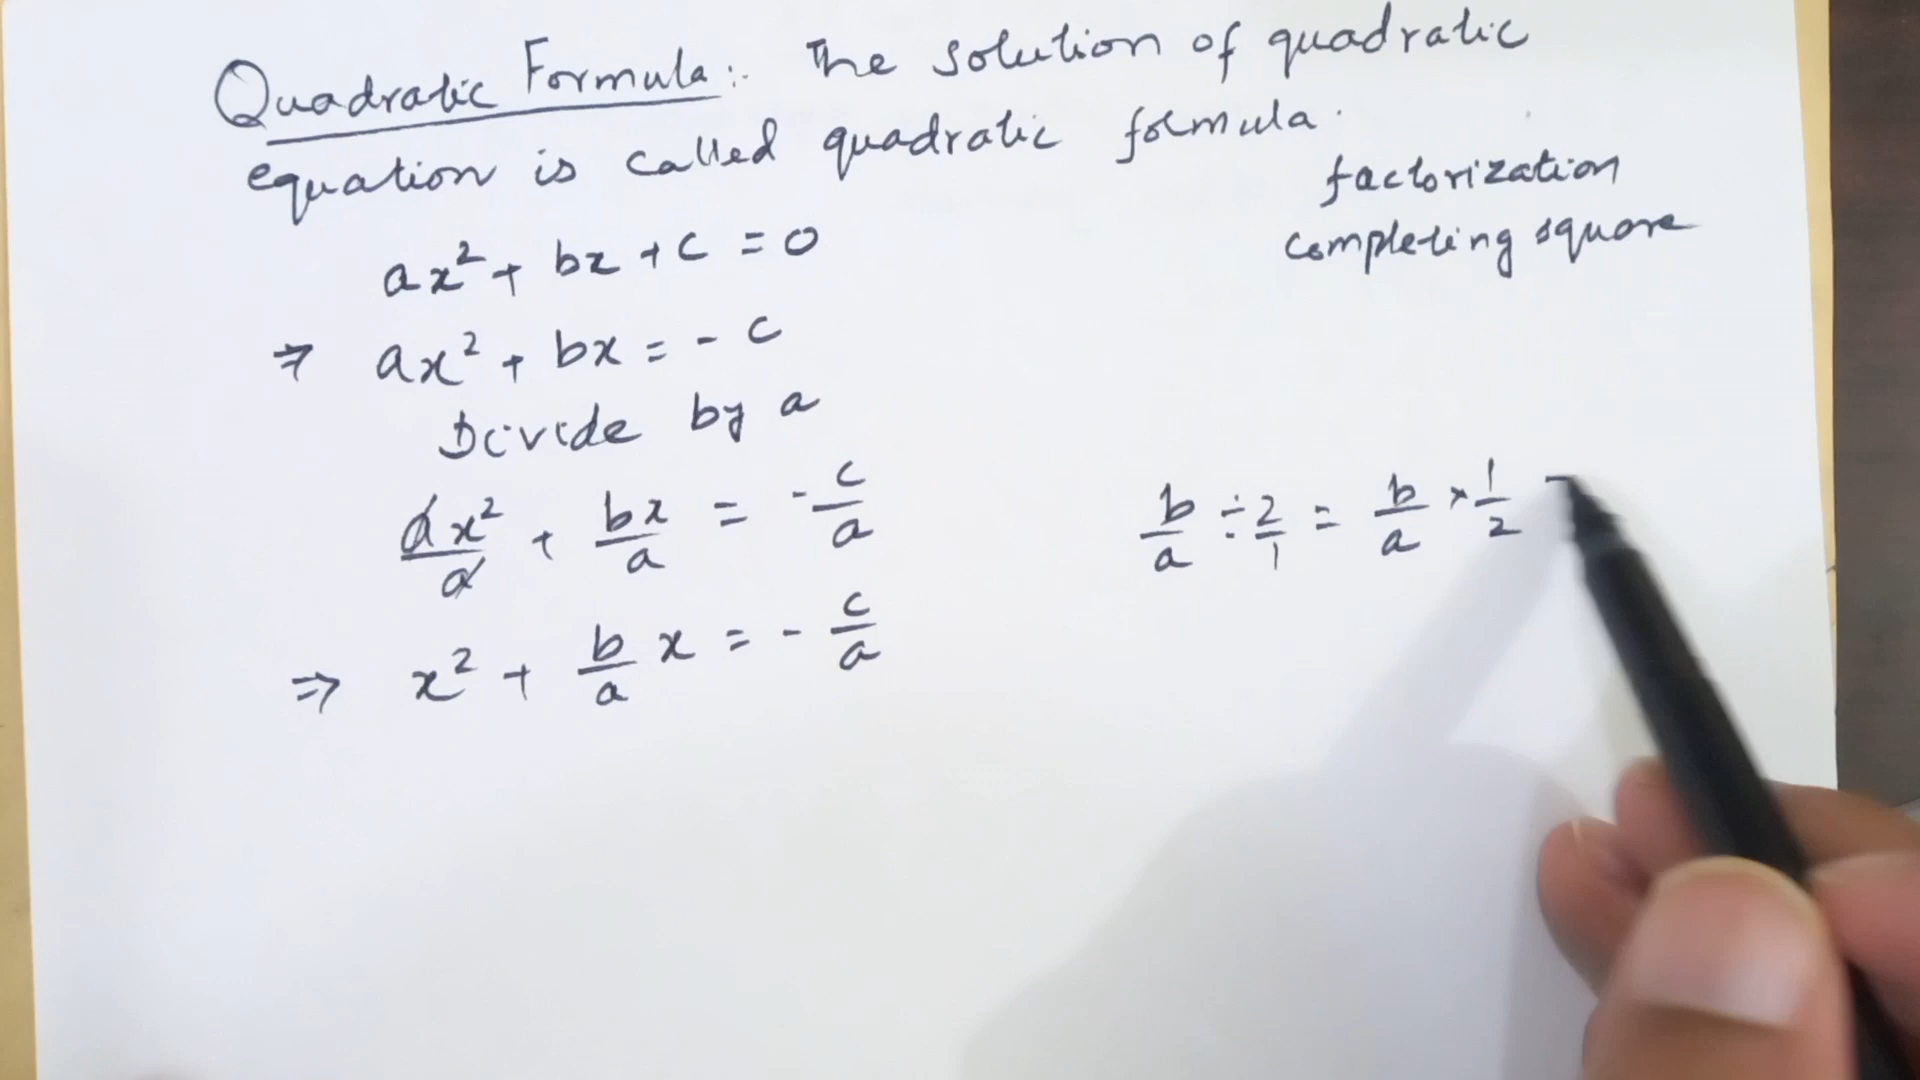 Quadratic Formula:. The solution of quadratic
equation is called quadratic formula.
factorization
completing square
ax² + bx + c = 0
⇒ ax² + bx = - c
Divide by a
ax²/a + bx/a = - c/a
b/a ÷ 2/1 = b/a × 1/2
⇒ x² + b/a x = - c/a